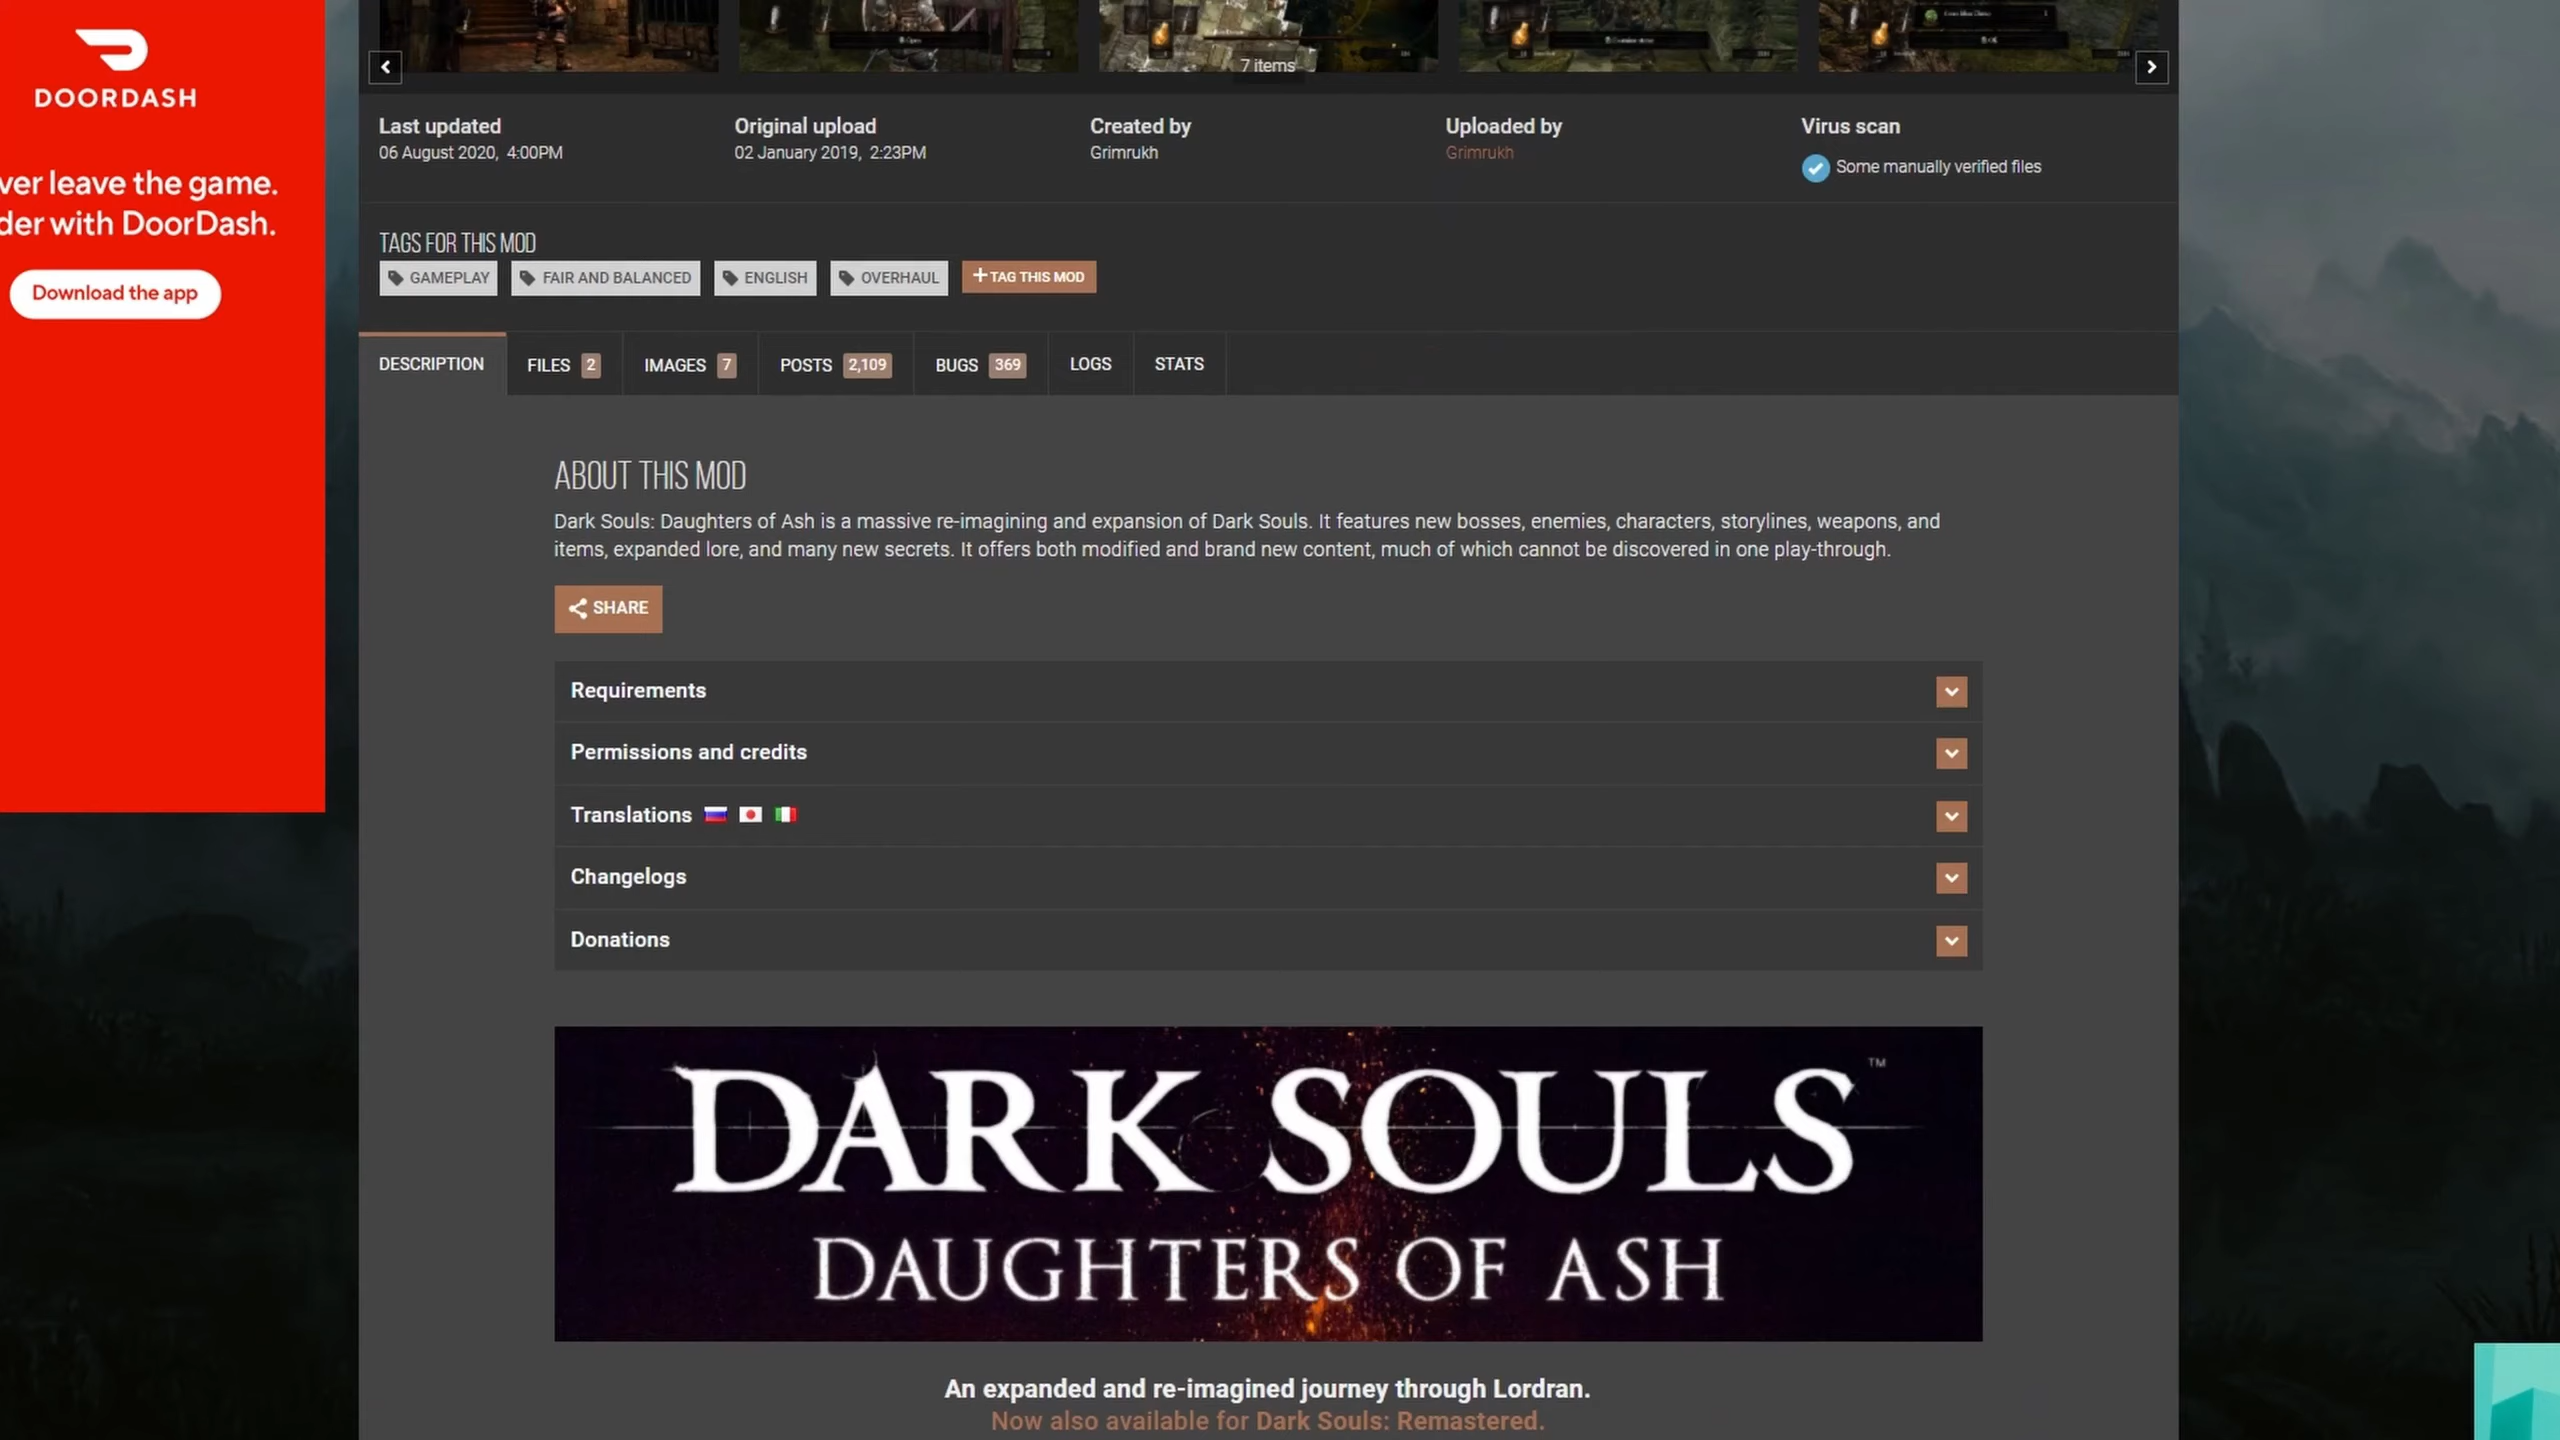 DOORDASH
ver leave the game.
der with DoorDash.
Download the app
7 items
Last updated
06 August 2020, 4:00PM
Original upload
02 January 2019, 2:23PM
Created by
Grimrukh
Uploaded by
Grimrukh
Virus scan
Some manually verified files
TAGS FOR THIS MOD
GAMEPLAY
FAIR AND BALANCED
ENGLISH
OVERHAUL
+TAG THIS MOD
DESCRIPTION
FILES 2
IMAGES 7
POSTS 2,109
BUGS 369
LOGS
STATS
ABOUT THIS MOD
Dark Souls: Daughters of Ash is a massive re-imagining and expansion of Dark Souls. It features new bosses, enemies, characters, storylines, weapons, and
items, expanded lore, and many new secrets. It offers both modified and brand new content, much of which cannot be discovered in one play-through.
SHARE
Requirements
Permissions and credits
Translations
Changelogs
Donations
DARK SOULS™
DAUGHTERS OF ASH
An expanded and re-imagined journey through Lordran.
Now also available for Dark Souls: Remastered.